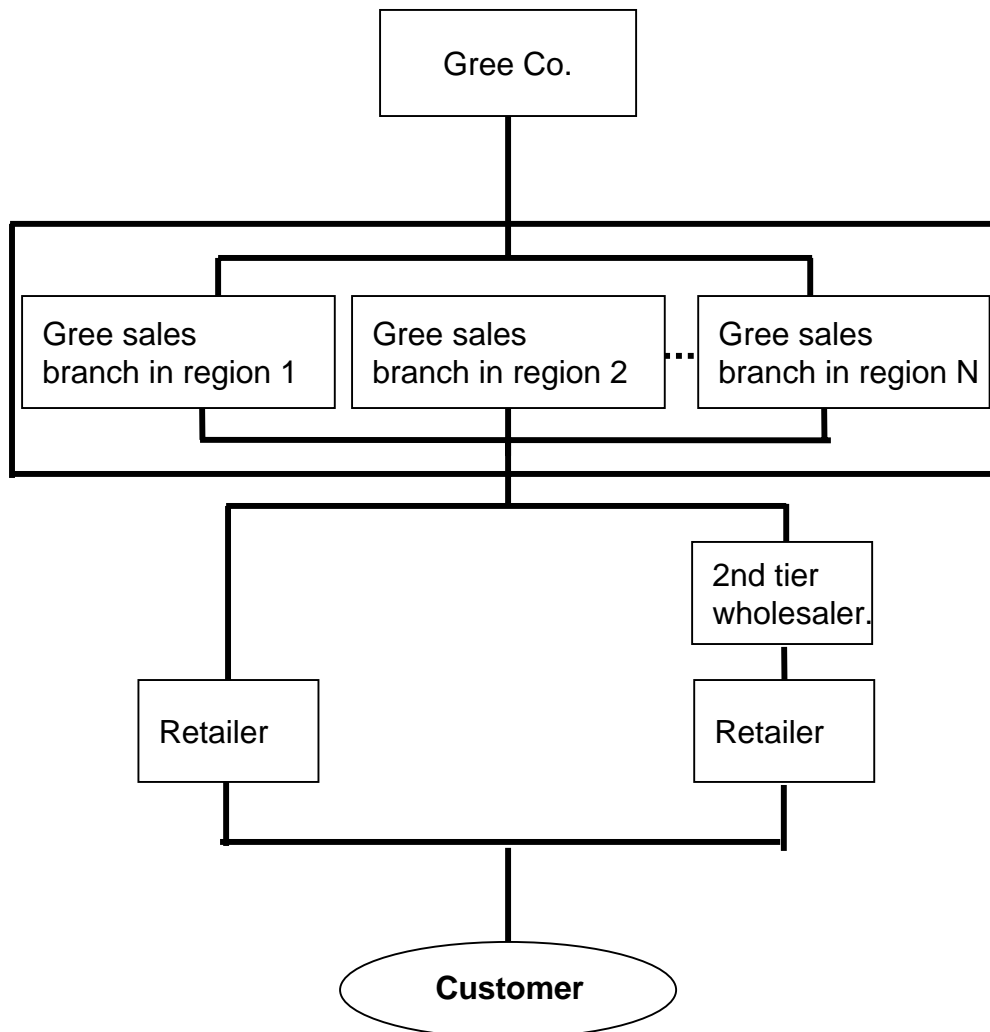 Gree Co.
Gree sales
branch in region 1
Gree sales
branch in region 2
Gree sales
branch in region N
2nd tier
wholesaler.
Retailer
Retailer
Customer